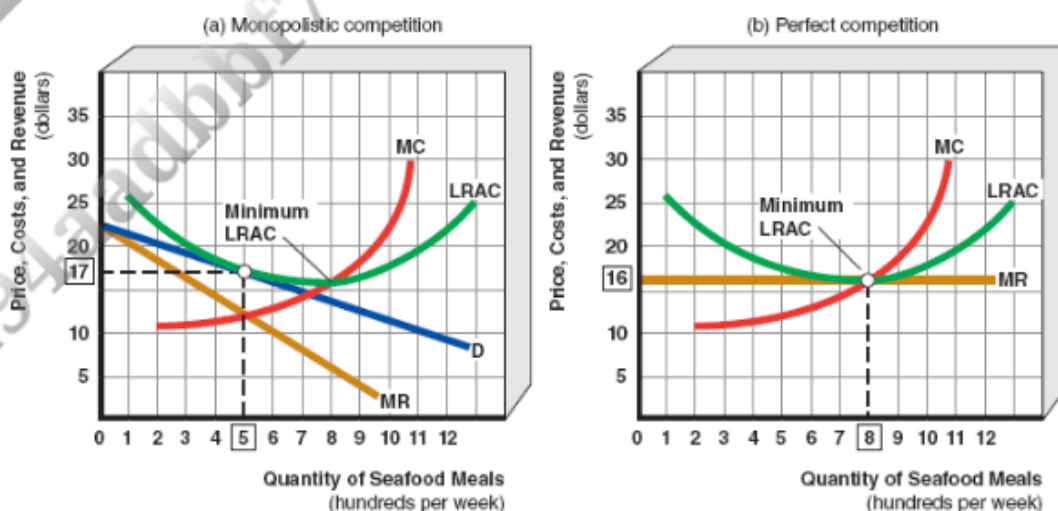 (a) Monopolistic competition
Price, Costs, and Revenue
(dollars)
35
30
25
20
17
10
5
MC
LRAC
Minimum
LRAC
D
MR
0 1 2 3 4 5 6 7 8 9 10 11 12
Quantity of Seafood Meals
(hundreds per week)
(b) Perfect competition
Price, Costs, and Revenue
(dollars)
35
30
25
20
16
10
5
MC
LRAC
Minimum
LRAC
MR
0 1 2 3 4 5 6 7 8 9 10 11 12
Quantity of Seafood Meals
(hundreds per week)